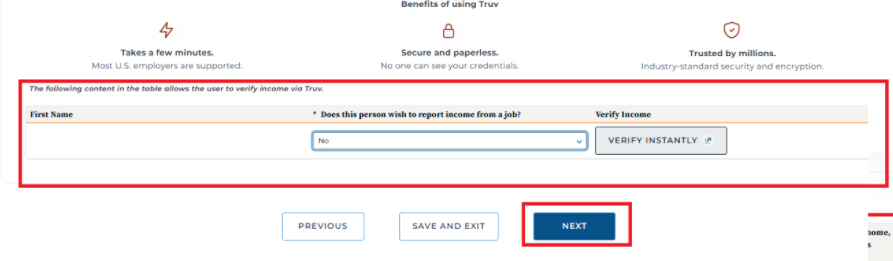 Benefits of using Truv
Takes a few minutes.
Most U.S. employers are supported.
Secure and paperless.
No one can see your credentials.
Trusted by millions.
Industry-standard security and encryption.
The following content in the table allows the user to verify income via Truv.
First Name * Does this person wish to report income from a job? Verify Income
No VERIFY INSTANTLY
PREVIOUS SAVE AND EXIT NEXT